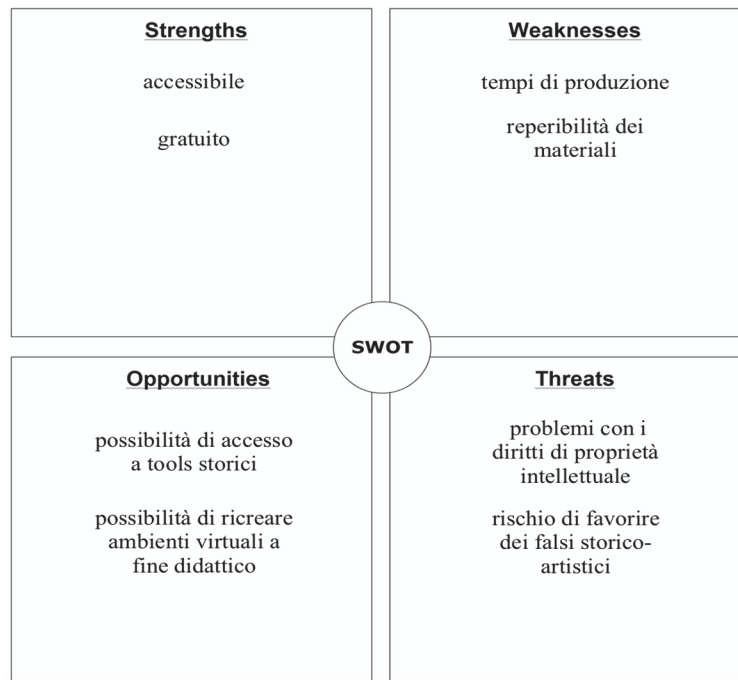 Strengths
accessibile
gratuito
Weaknesses
tempi di produzione
reperibilità dei
materiali
SWOT
Opportunities
possibilità di accesso
a tools storici
possibilità di ricreare
ambienti virtuali a
fine didattico
Threats
problemi con i
diritti di proprietà
intellettuale
rischio di favorire
dei falsi storico-
artistici